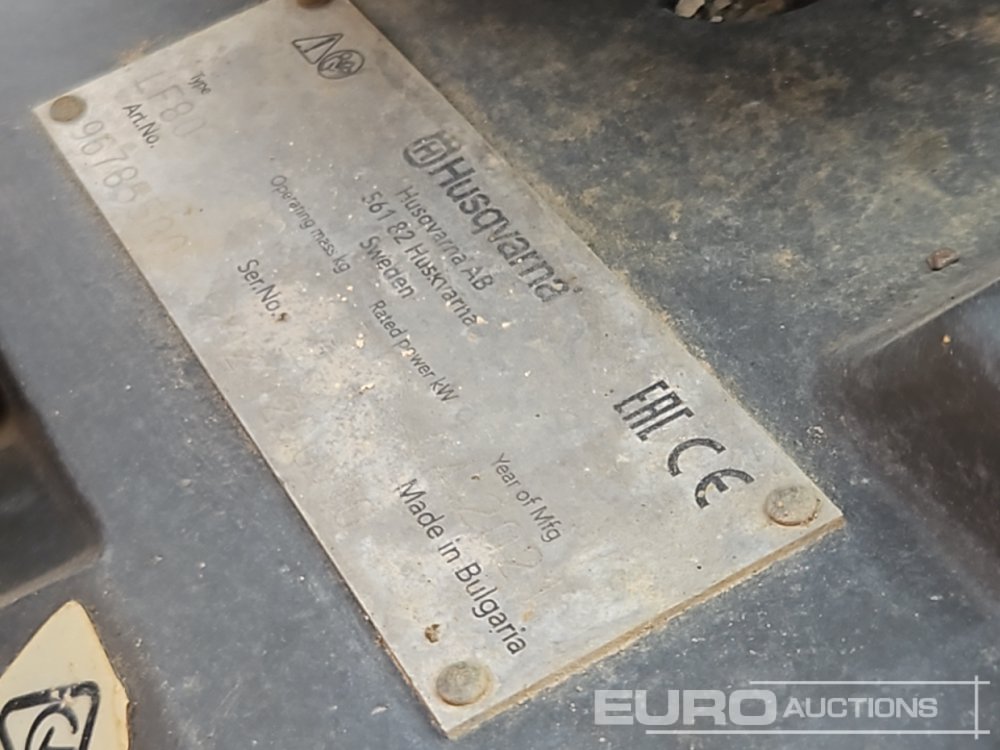 Husqvarna
Husqvarna AB
561 82 Huskvarna
Sweden
Type
LF80
Art.No.
Operating mass kg
Rated power kW
Ser.No.
Year of Mfg
Made in Bulgaria
EAC CE
EURO AUCTIONS